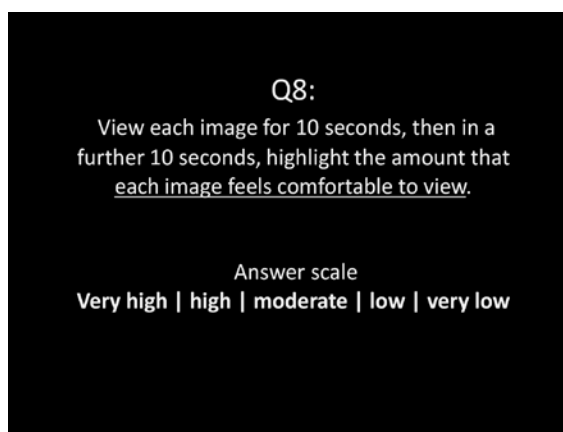 Q8:
View each image for 10 seconds, then in a
further 10 seconds, highlight the amount that
each image feels comfortable to view.
Answer scale
Very high | high | moderate | low | very low